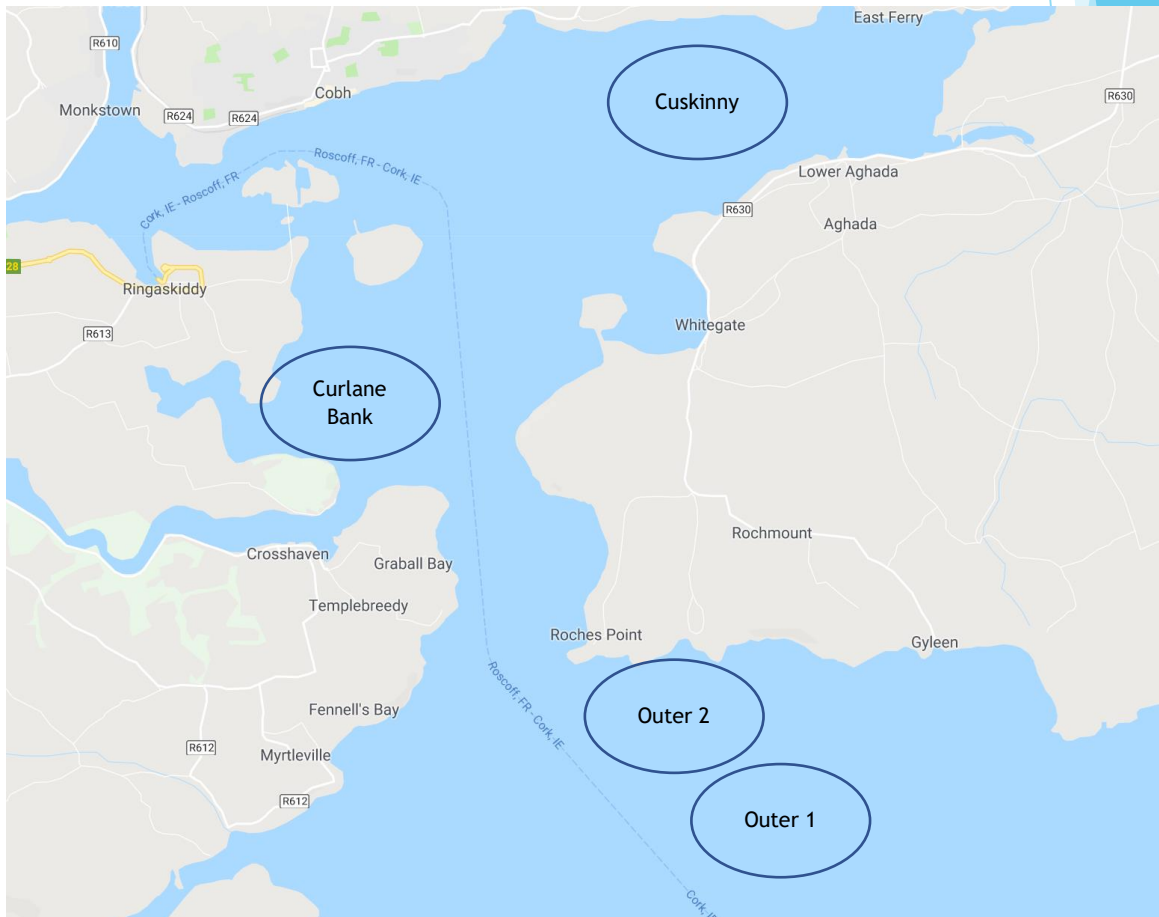 East Ferry
R610
Cuskinny
Cobh
R630
Monkstown
R624
R624
Roscoff, FR - Cork, IE
Lower Aghada
Cork, IE - Roscoff, FR
R630
Aghada
28
Ringaskiddy
Whitegate
R613
Curlane
Bank
Rochmount
Crosshaven
Graball Bay
Templebreedy
Roches Point
Gyleen
Roscoff, FR - Cork, IE
Fennell's Bay
Outer 2
R612
Myrtleville
R612
Outer 1
Cork, IE